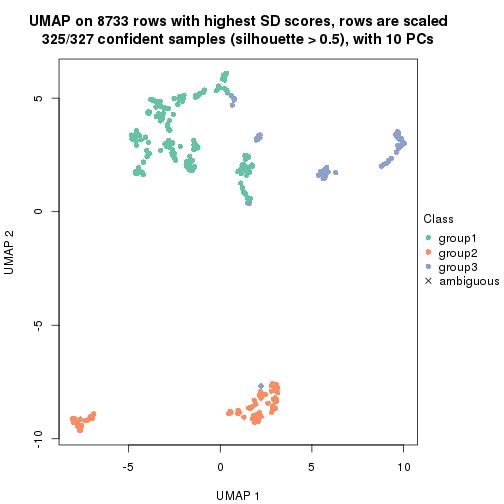 UMAP on 8733 rows with highest SD scores, rows are scaled
325/327 confident samples (silhouette > 0.5), with 10 PCs
5
0
-5
-10
UMAP 2
-5
0
5
10
UMAP 1
Class
group1
group2
group3
ambiguous